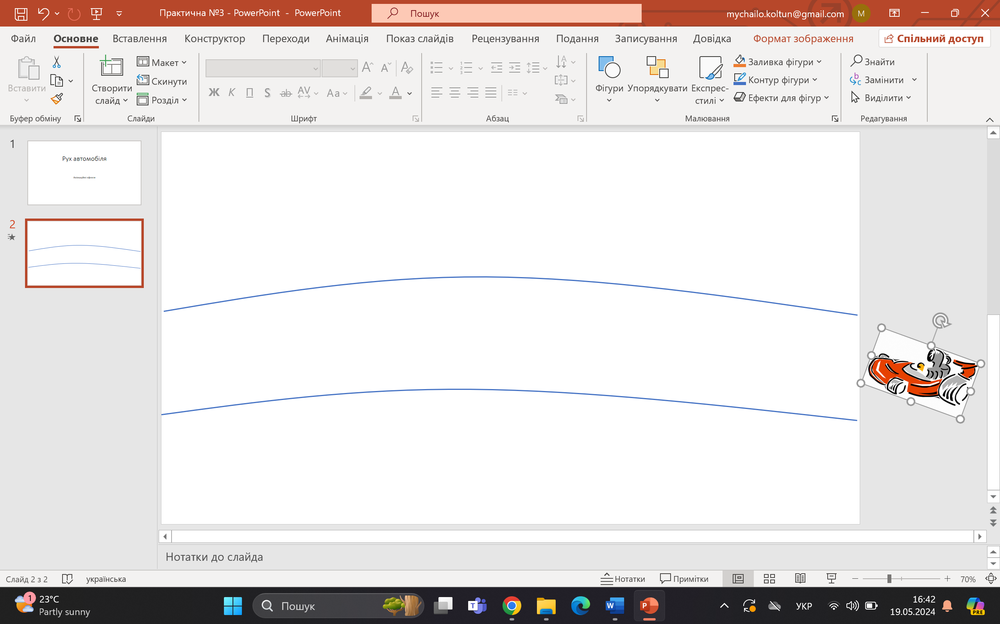 Практична №3 - PowerPoint - PowerPoint
Пошук
mychailo.koltun@gmail.com
M
Файл Основне Вставлення Конструктор Переходи Анімація Показ слайдів Рецензування Подання Записування Довідка Формат зображення Спільний доступ
Вставити
Створити слайд
Макет
Скинути
Розділ
Ж К П S ab AV Aa A
Фігури
Упорядкувати
Експрес-стилі
Заливка фігури
Контур фігури
Ефекти для фігур
Знайти
Замінити
Виділити
Буфер обміну Слайди Шрифт Абзац Малювання Редагування
1
Рух автомобіля
Анімаційні ефекти
2
Нотатки до слайда
Слайд 2 з 2 українська Нотатки Примітки 70%
1
23°C
Partly sunny
Пошук
УКР
16:42
19.05.2024
PRE